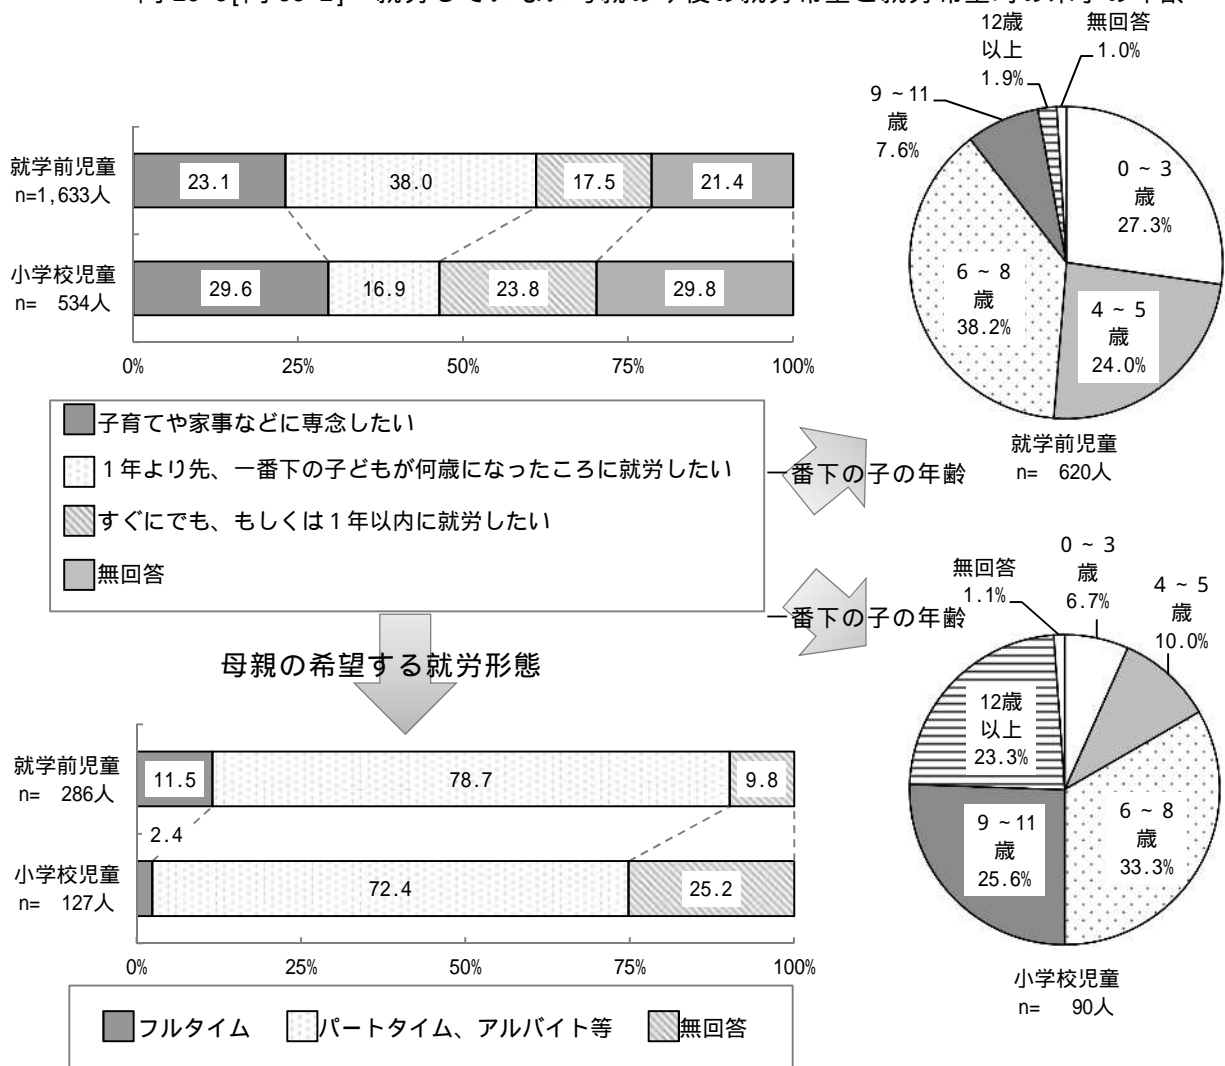 12歳
以上
1.9%
無回答
1.0%
9 ~11
歳
7.6%
0 ~ 3
歳
27.3%
6 ~ 8
歳
38.2%
4 ~ 5
歳
24.0%
就学前児童
n= 620人
就学前児童
n=1,633人
23.1
38.0
17.5
21.4
小学校児童
n= 534人
29.6
16.9
23.8
29.8
0%
25%
50%
75%
100%
子育てや家事などに専念したい
1年より先、一番下の子どもが何歳になったころに就労したい
すぐにでも、もしくは1年以内に就労したい
無回答
一番下の子の年齢
一番下の子の年齢
無回答
1.1%
0 ~ 3
歳
6.7%
4 ~ 5
歳
10.0%
12歳
以上
23.3%
9 ~11
歳
25.6%
6 ~ 8
歳
33.3%
小学校児童
n= 90人
母親の希望する就労形態
就学前児童
n= 286人
11.5
78.7
9.8
小学校児童
n= 127人
2.4
72.4
25.2
0%
25%
50%
75%
100%
フルタイム
パートタイム、アルバイト等
無回答